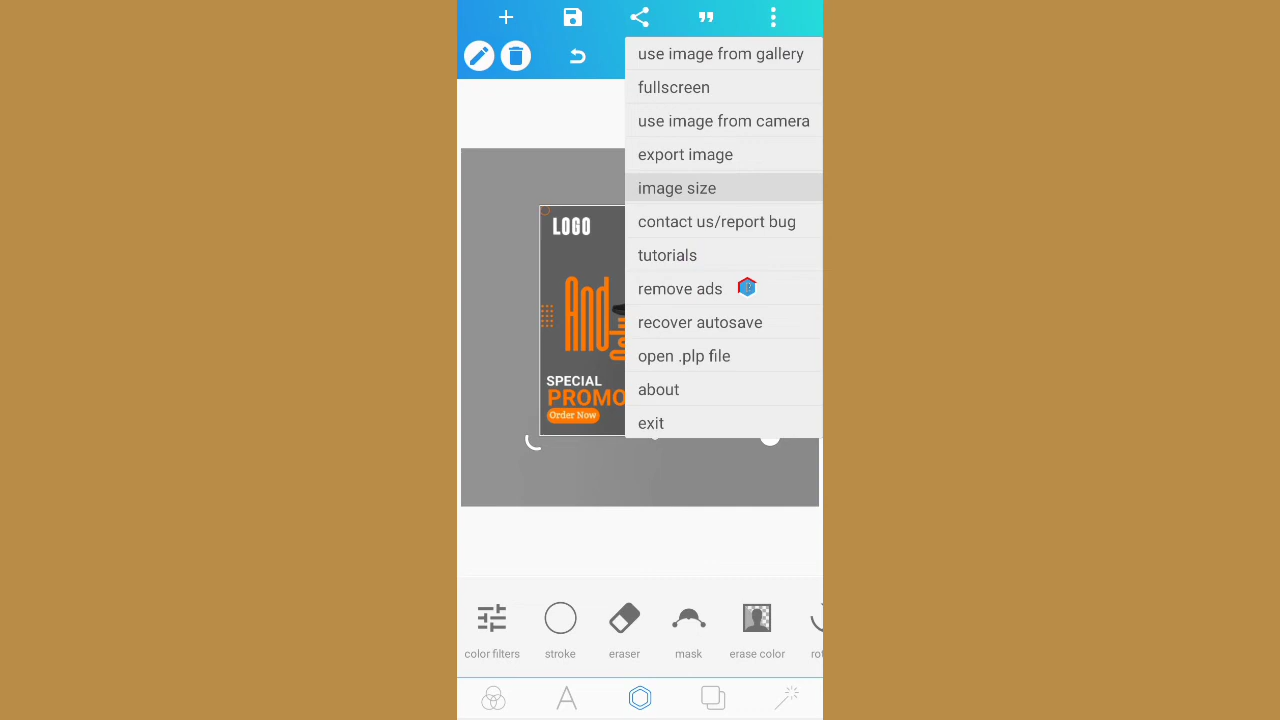 use image from gallery
fullscreen
use image from camera
export image
image size
contact us/report bug
tutorials
remove ads
recover autosave
open .plp file
about
exit
LOGO
And
SPECIAL
PROMO
Order Now
color filters
stroke
eraser
mask
erase color